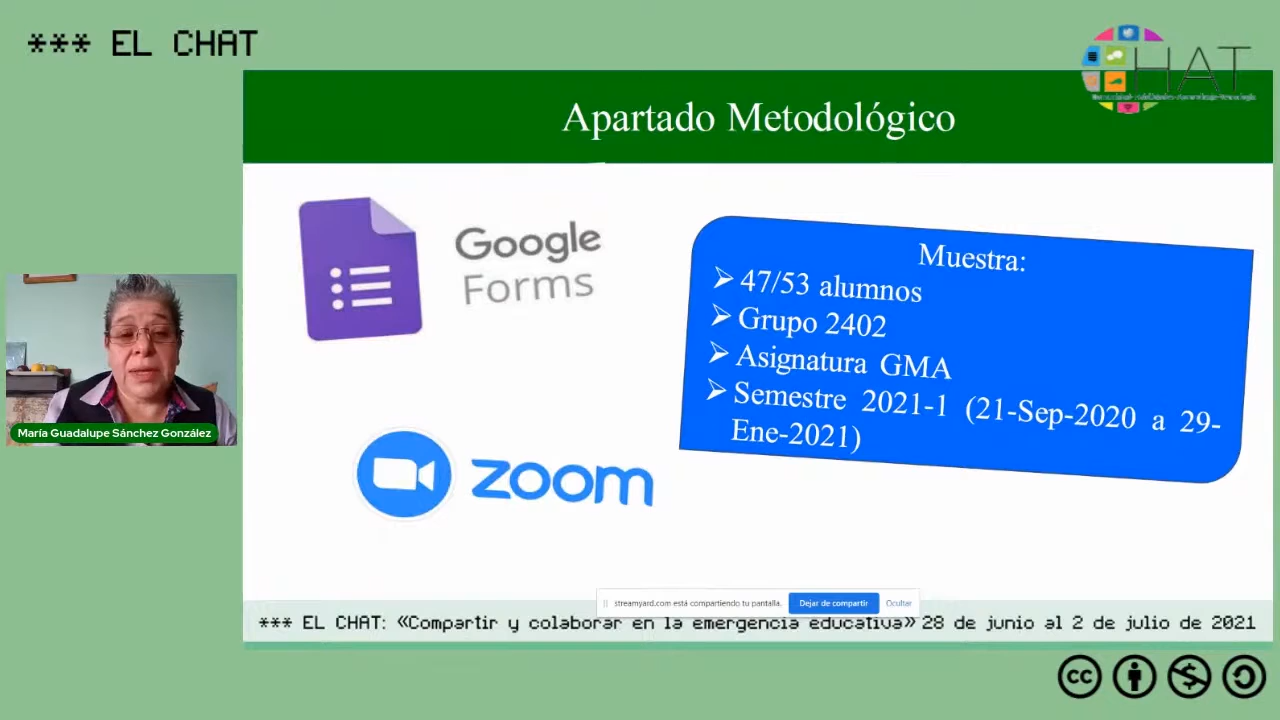 *** EL CHAT
HAT
Apartado Metodológico
Google
Forms
Muestra:
➢ 47/53 alumnos
➢ Grupo 2402
➢ Asignatura GMA
➢ Semestre 2021-1 (21-Sep-2020 a 29-
Ene-2021)
María Guadalupe Sánchez González
zoom
streamyard.com está compartiendo tu pantalla. Dejar de compartir Ocultar
*** EL CHAT: «Compartir y colaborar en la emergencia educativa» 28 de junio al 2 de julio de 2021
cc